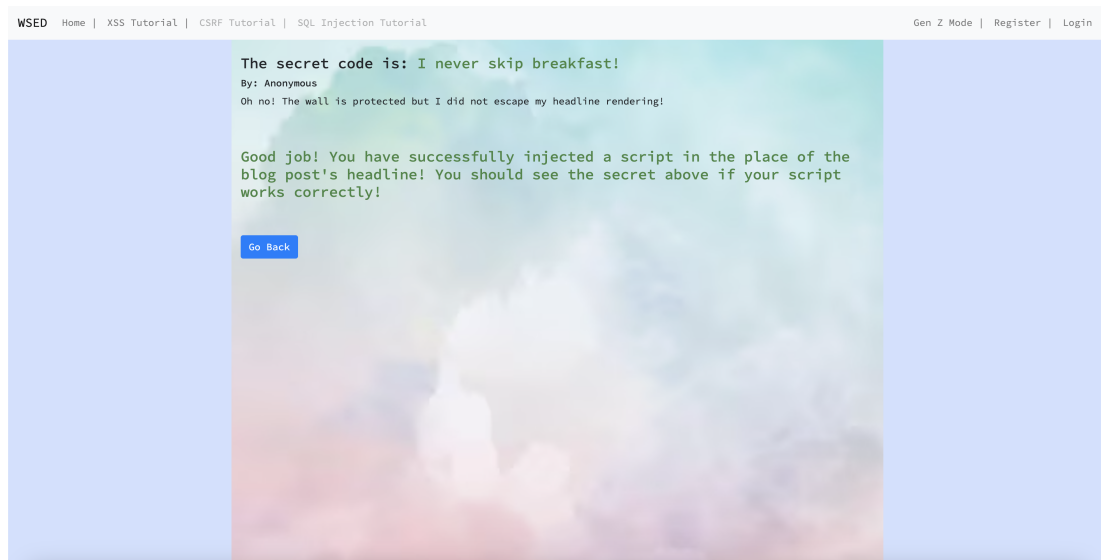 WSED Home | XSS Tutorial | CSRF Tutorial | SQL Injection Tutorial Gen Z Mode | Register | Login
The secret code is: I never skip breakfast!
By: Anonymous
Oh no! The wall is protected but I did not escape my headline rendering!
Good job! You have successfully injected a script in the place of the
blog post's headline! You should see the secret above if your script
works correctly!
Go Back